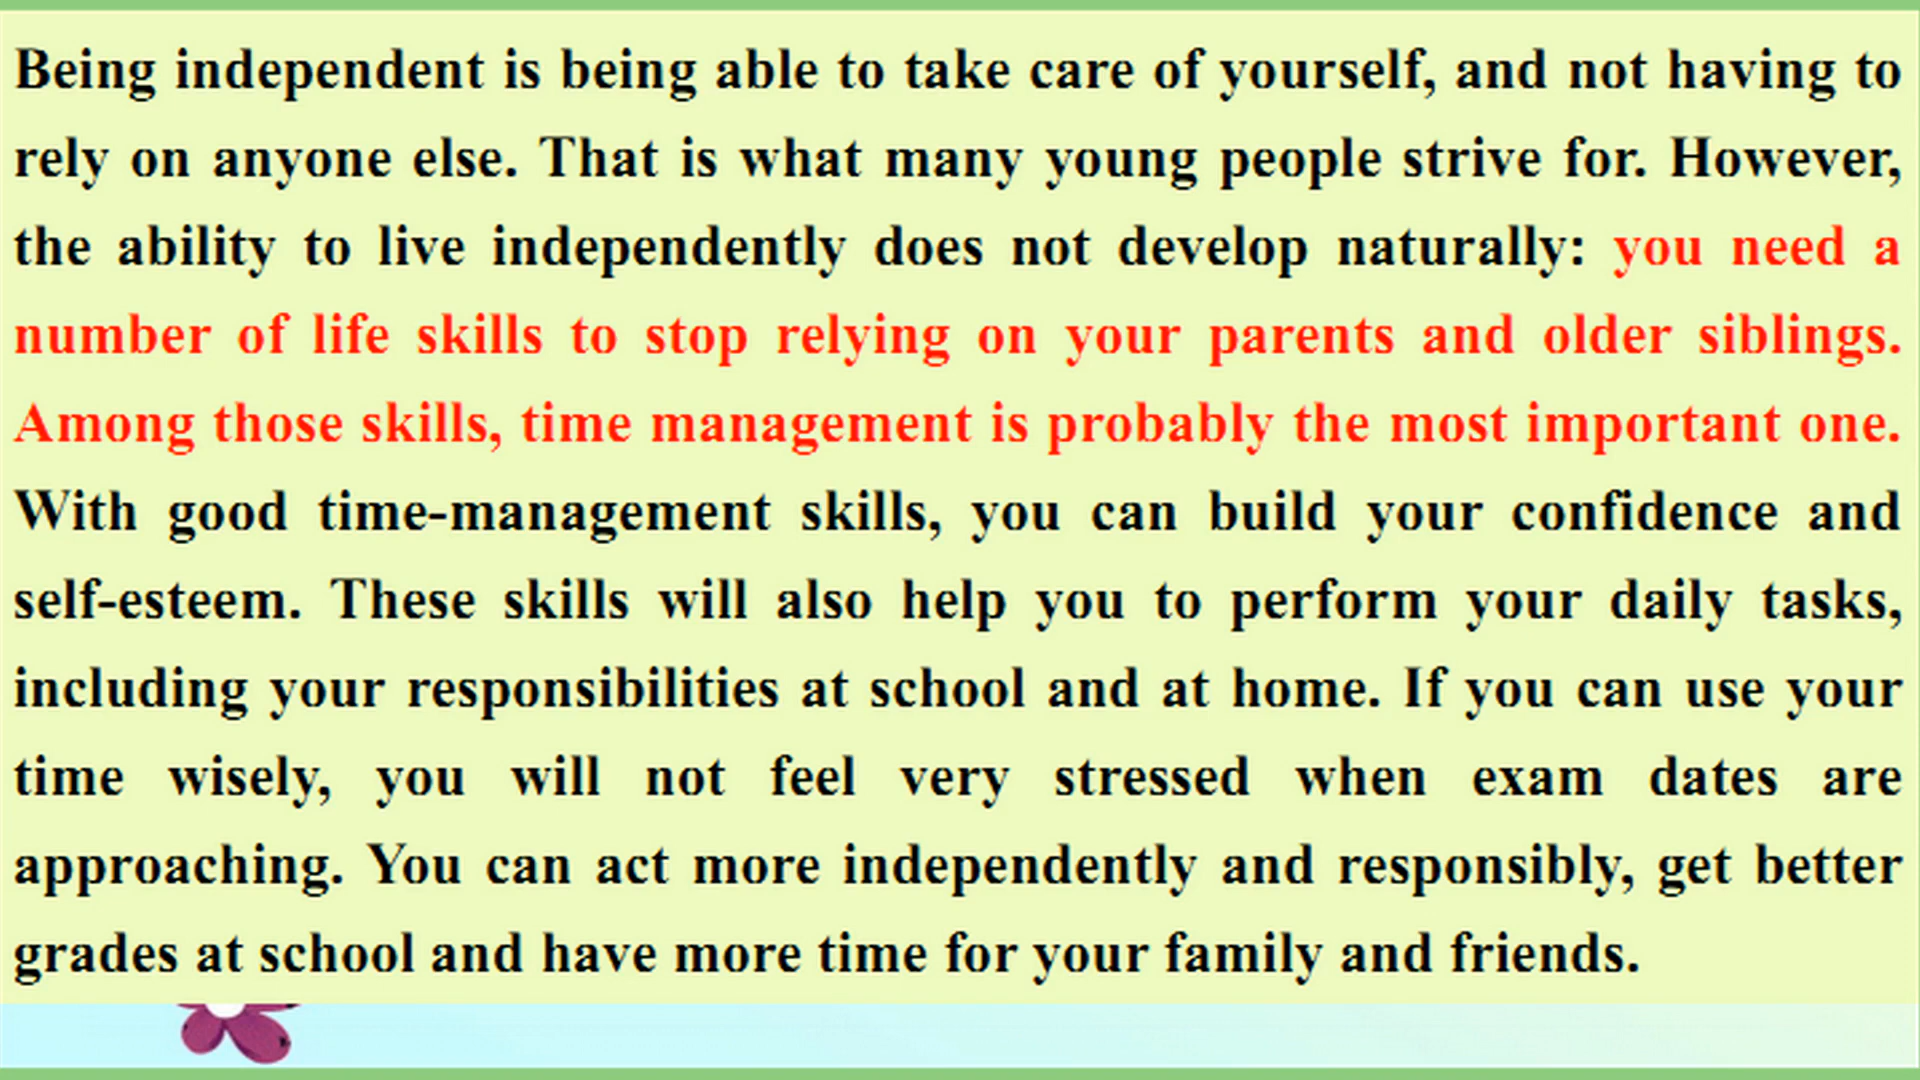 Being independent is being able to take care of yourself, and not having to
rely on anyone else. That is what many young people strive for. However,
the ability to live independently does not develop naturally: you need a
number of life skills to stop relying on your parents and older siblings.
Among those skills, time management is probably the most important one.
With good time-management skills, you can build your confidence and
self-esteem. These skills will also help you to perform your daily tasks,
including your responsibilities at school and at home. If you can use your
time wisely, you will not feel very stressed when exam dates are
approaching. You can act more independently and responsibly, get better
grades at school and have more time for your family and friends.